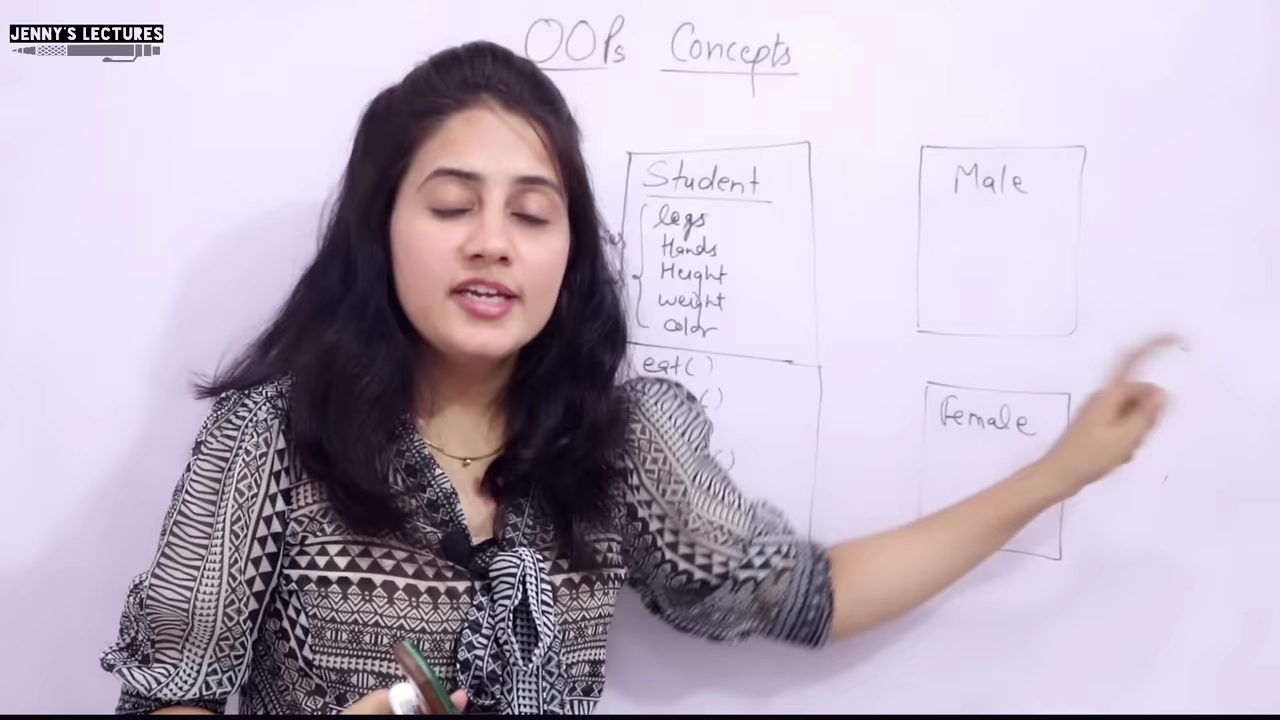 JENNY'S LECTURES
OOPs Concepts
Student
legs
Hands
Height
weight
color
eat( )
( )
( )
Male
Female